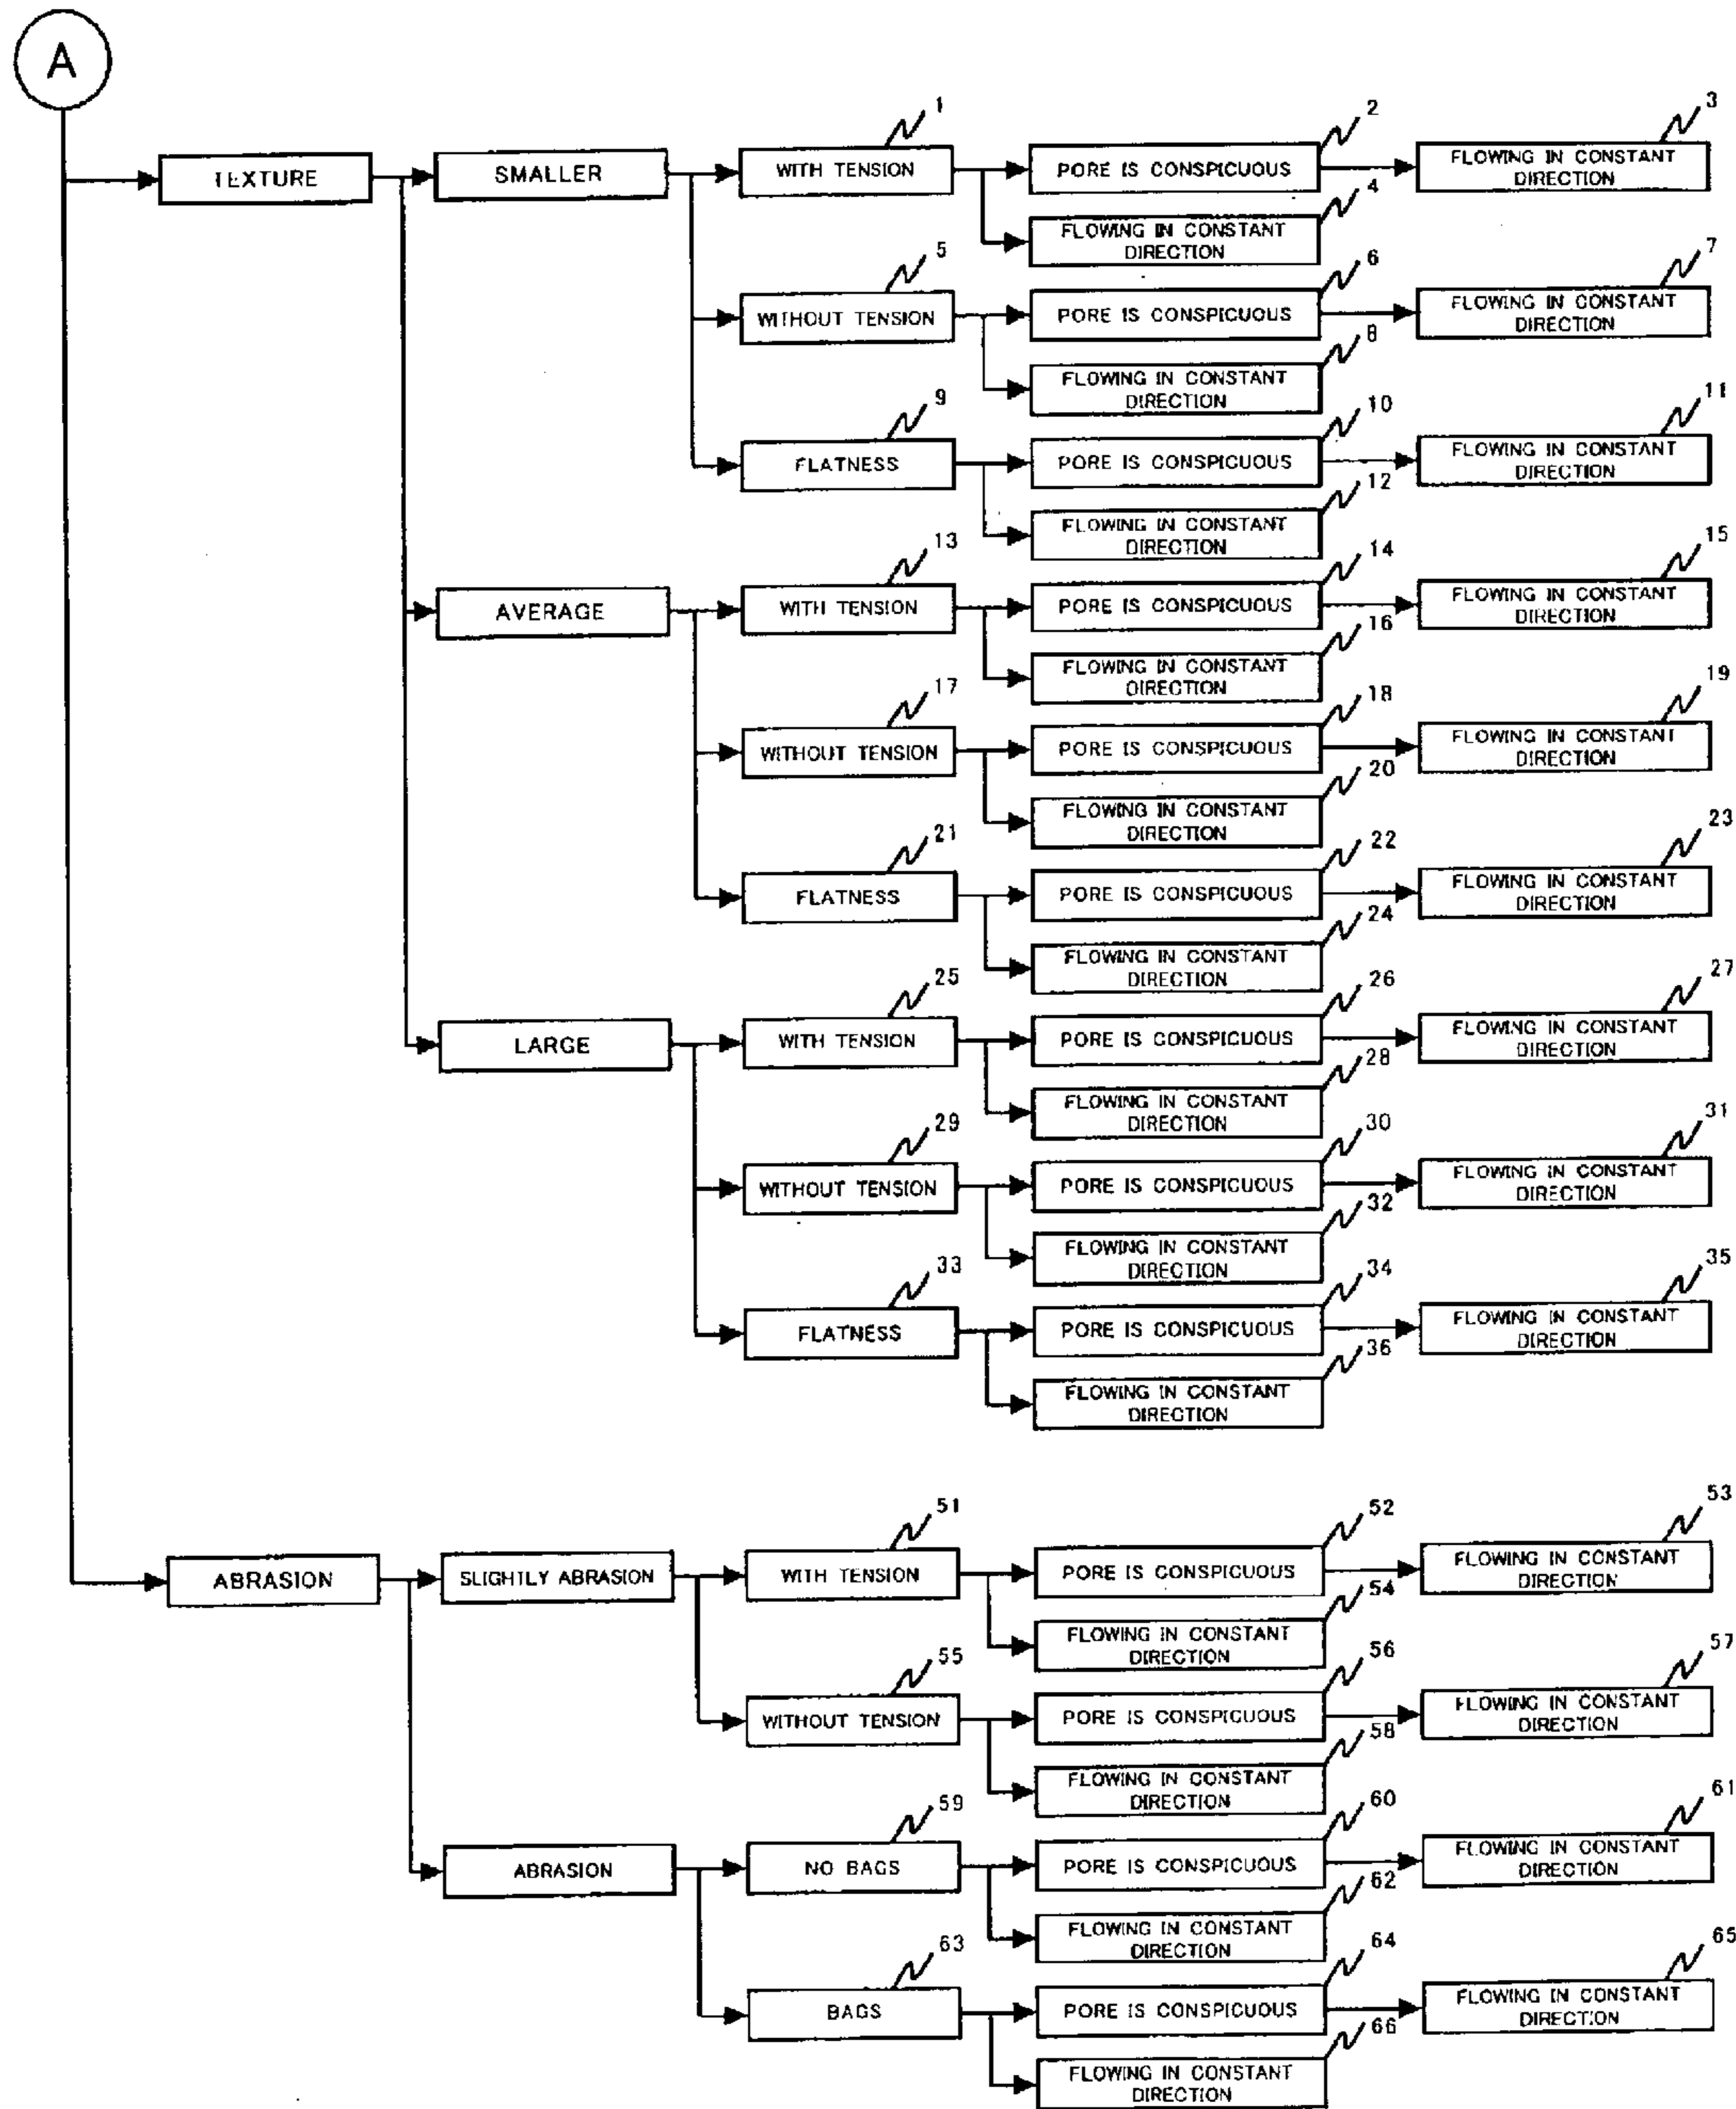 A
1
2
3
TEXTURE
SMALLER
WITH TENSION
PORE IS CONSPICUOUS
FLOWING IN CONSTANT
DIRECTION
4
FLOWING IN CONSTANT
DIRECTION
5
6
7
WITHOUT TENSION
PORE IS CONSPICUOUS
FLOWING IN CONSTANT
DIRECTION
8
FLOWING IN CONSTANT
DIRECTION
9
10
11
FLATNESS
PORE IS CONSPICUOUS
FLOWING IN CONSTANT
DIRECTION
12
FLOWING IN CONSTANT
DIRECTION
13
14
15
AVERAGE
WITH TENSION
PORE IS CONSPICUOUS
FLOWING IN CONSTANT
DIRECTION
16
FLOWING IN CONSTANT
DIRECTION
17
18
19
WITHOUT TENSION
PORE IS CONSPICUOUS
FLOWING IN CONSTANT
DIRECTION
20
FLOWING IN CONSTANT
DIRECTION
21
22
23
FLATNESS
PORE IS CONSPICUOUS
FLOWING IN CONSTANT
DIRECTION
24
FLOWING IN CONSTANT
DIRECTION
25
26
27
LARGE
WITH TENSION
PORE IS CONSPICUOUS
FLOWING IN CONSTANT
DIRECTION
28
FLOWING IN CONSTANT
DIRECTION
29
30
31
WITHOUT TENSION
PORE IS CONSPICUOUS
FLOWING IN CONSTANT
DIRECTION
32
FLOWING IN CONSTANT
DIRECTION
33
34
35
FLATNESS
PORE IS CONSPICUOUS
FLOWING IN CONSTANT
DIRECTION
36
FLOWING IN CONSTANT
DIRECTION
51
52
53
ABRASION
SLIGHTLY ABRASION
WITH TENSION
PORE IS CONSPICUOUS
FLOWING IN CONSTANT
DIRECTION
54
FLOWING IN CONSTANT
DIRECTION
55
56
57
WITHOUT TENSION
PORE IS CONSPICUOUS
FLOWING IN CONSTANT
DIRECTION
58
FLOWING IN CONSTANT
DIRECTION
59
60
61
ABRASION
NO BAGS
PORE IS CONSPICUOUS
FLOWING IN CONSTANT
DIRECTION
62
FLOWING IN CONSTANT
DIRECTION
63
64
65
BAGS
PORE IS CONSPICUOUS
FLOWING IN CONSTANT
DIRECTION
66
FLOWING IN CONSTANT
DIRECTION